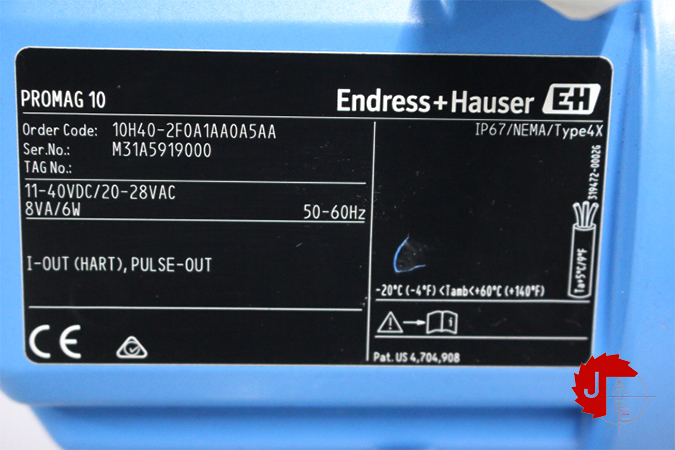 PROMAG 10
Endress+Hauser EH
Order Code: 10H40-2F0A1AA0A5AA
Ser.No.: M31A5919000
TAG No.:
IP67/NEMA/Type4X
11-40VDC/20-28VAC
8VA/6W 50-60Hz
I-OUT (HART), PULSE-OUT
319472-0002G
Ta+5°C/9°F
-20°C (-4°F) <Tamb<+60°C (+140°F)
CE
i
Pat. US 4,704,908
J